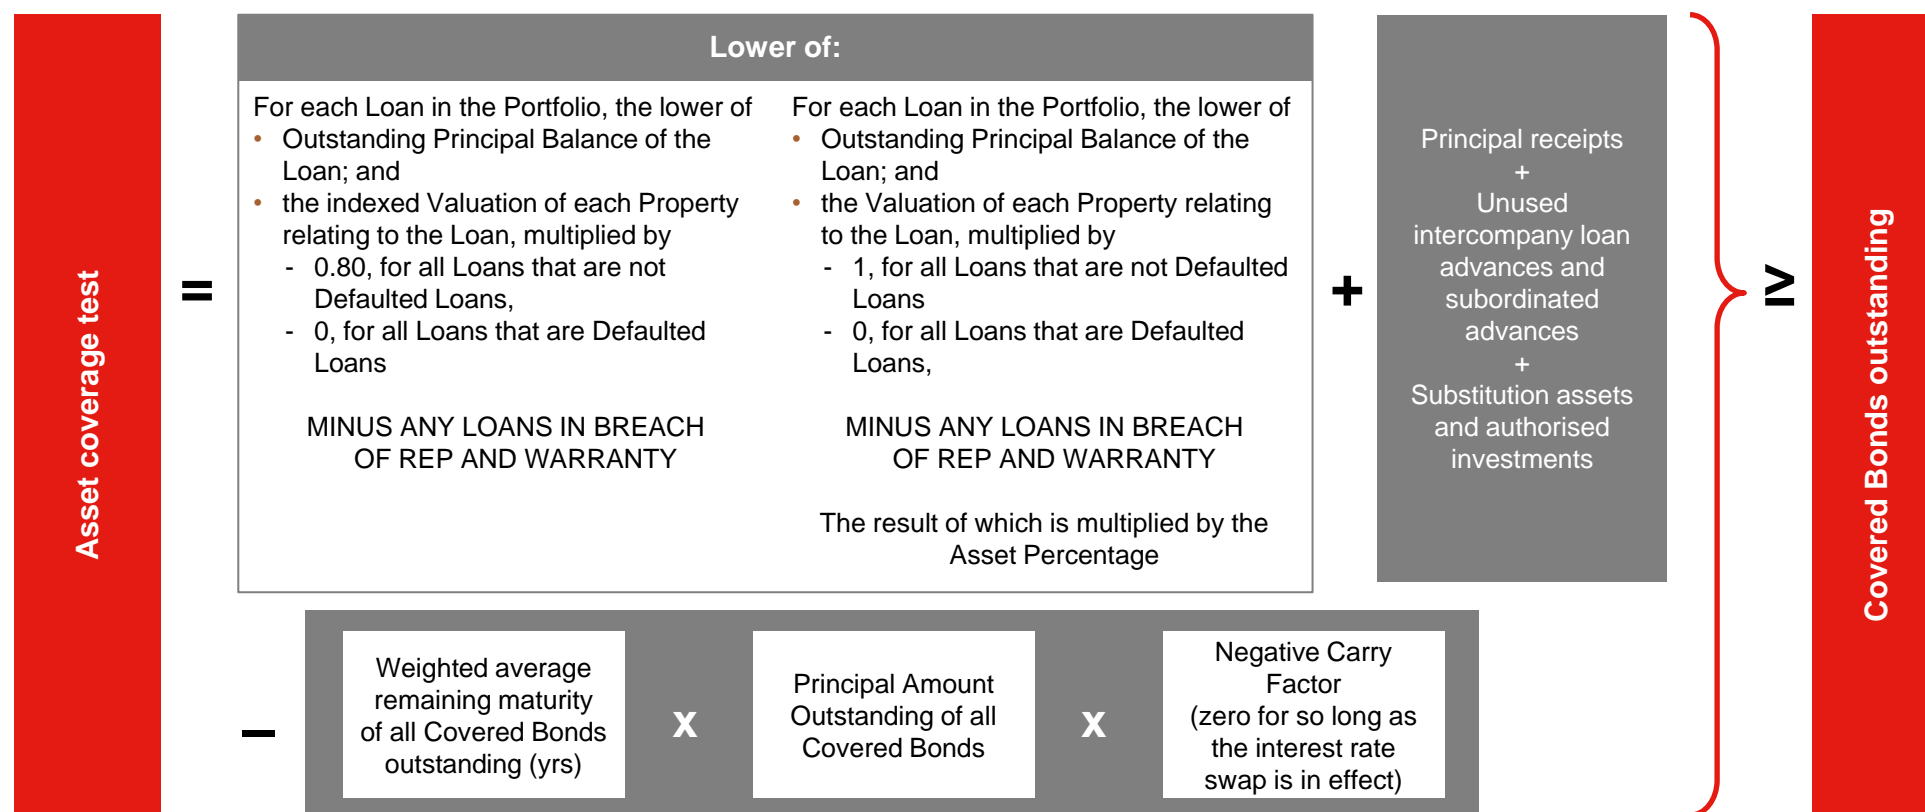 Asset coverage test
=
Lower of:
For each Loan in the Portfolio, the lower of
• Outstanding Principal Balance of the
Loan; and
• the indexed Valuation of each Property
relating to the Loan, multiplied by
- 0.80, for all Loans that are not
Defaulted Loans,
- 0, for all Loans that are Defaulted
Loans
MINUS ANY LOANS IN BREACH
OF REP AND WARRANTY
For each Loan in the Portfolio, the lower of
• Outstanding Principal Balance of the
Loan; and
• the Valuation of each Property relating
to the Loan, multiplied by
- 1, for all Loans that are not Defaulted
Loans
- 0, for all Loans that are Defaulted
Loans,
MINUS ANY LOANS IN BREACH
OF REP AND WARRANTY
The result of which is multiplied by the
Asset Percentage
+
Principal receipts
+
Unused
intercompany loan
advances and
subordinated
advances
+
Substitution assets
and authorised
investments
–
Weighted average
remaining maturity
of all Covered Bonds
outstanding (yrs)
x
Principal Amount
Outstanding of all
Covered Bonds
x
Negative Carry
Factor
(zero for so long as
the interest rate
swap is in effect)
≥
Covered Bonds outstanding